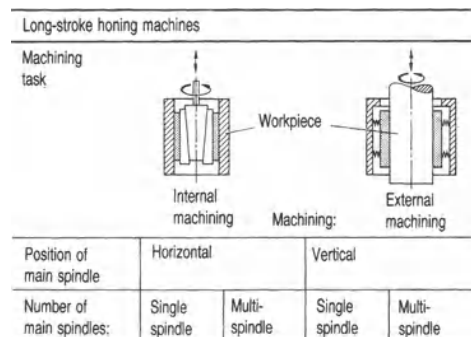 Long-stroke honing machines
Machining
task
Workpiece
Internal
machining
Machining:
External
machining
Position of
main spindle
Horizontal
Vertical
Number of
main spindles:
Single
spindle
Multi-
spindle
Single
spindle
Multi-
spindle